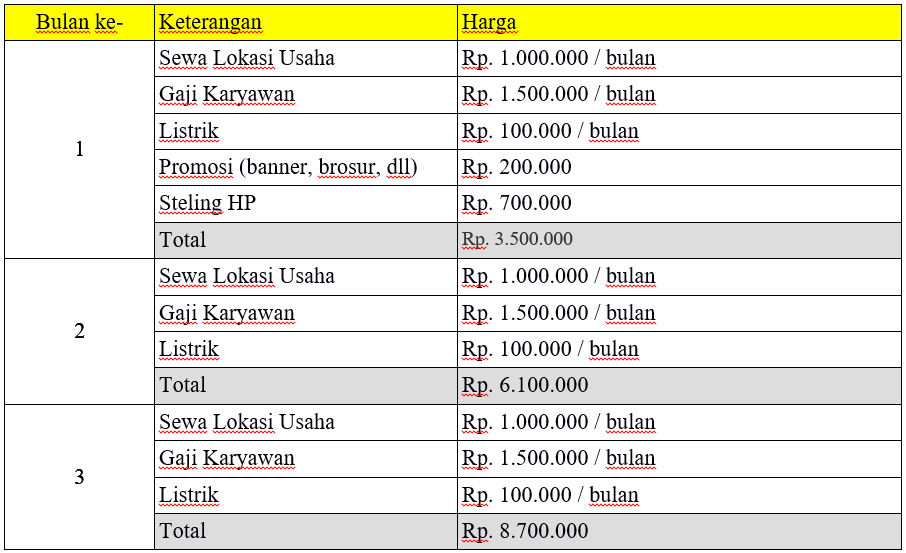 Bulan ke- Keterangan Harga
1
Sewa Lokasi Usaha Rp. 1.000.000 / bulan
Gaji Karyawan Rp. 1.500.000 / bulan
Listrik Rp. 100.000 / bulan
Promosi (banner, brosur, dll) Rp. 200.000
Steling HP Rp. 700.000
Total Rp. 3.500.000
2
Sewa Lokasi Usaha Rp. 1.000.000 / bulan
Gaji Karyawan Rp. 1.500.000 / bulan
Listrik Rp. 100.000 / bulan
Total Rp. 6.100.000
3
Sewa Lokasi Usaha Rp. 1.000.000 / bulan
Gaji Karyawan Rp. 1.500.000 / bulan
Listrik Rp. 100.000 / bulan
Total Rp. 8.700.000